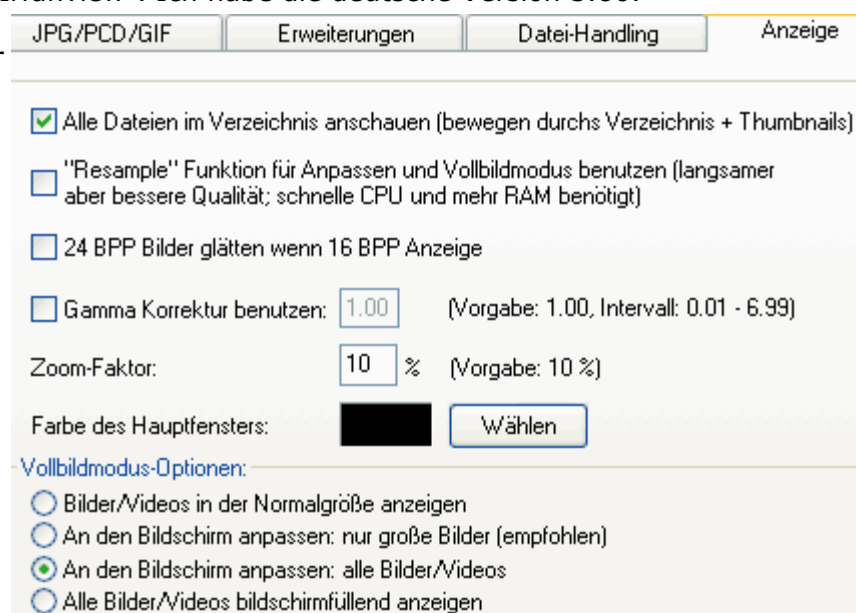 JPG/PCD/GIF Erweiterungen Datei-Handling Anzeige
Alle Dateien im Verzeichnis anschauen (bewegen durchs Verzeichnis + Thumbnails)
"Resample" Funktion für Anpassen und Vollbildmodus benutzen (langsamer
aber bessere Qualität; schnelle CPU und mehr RAM benötigt)
24 BPP Bilder glätten wenn 16 BPP Anzeige
Gamma Korrektur benutzen: 1.00 (Vorgabe: 1.00, Intervall: 0.01 - 6.99)
Zoom-Faktor: 10 % (Vorgabe: 10 %)
Farbe des Hauptfensters: Wählen
Vollbildmodus-Optionen:
Bilder/Videos in der Normalgröße anzeigen
An den Bildschirm anpassen: nur große Bilder (empfohlen)
An den Bildschirm anpassen: alle Bilder/Videos
Alle Bilder/Videos bildschirmfüllend anzeigen